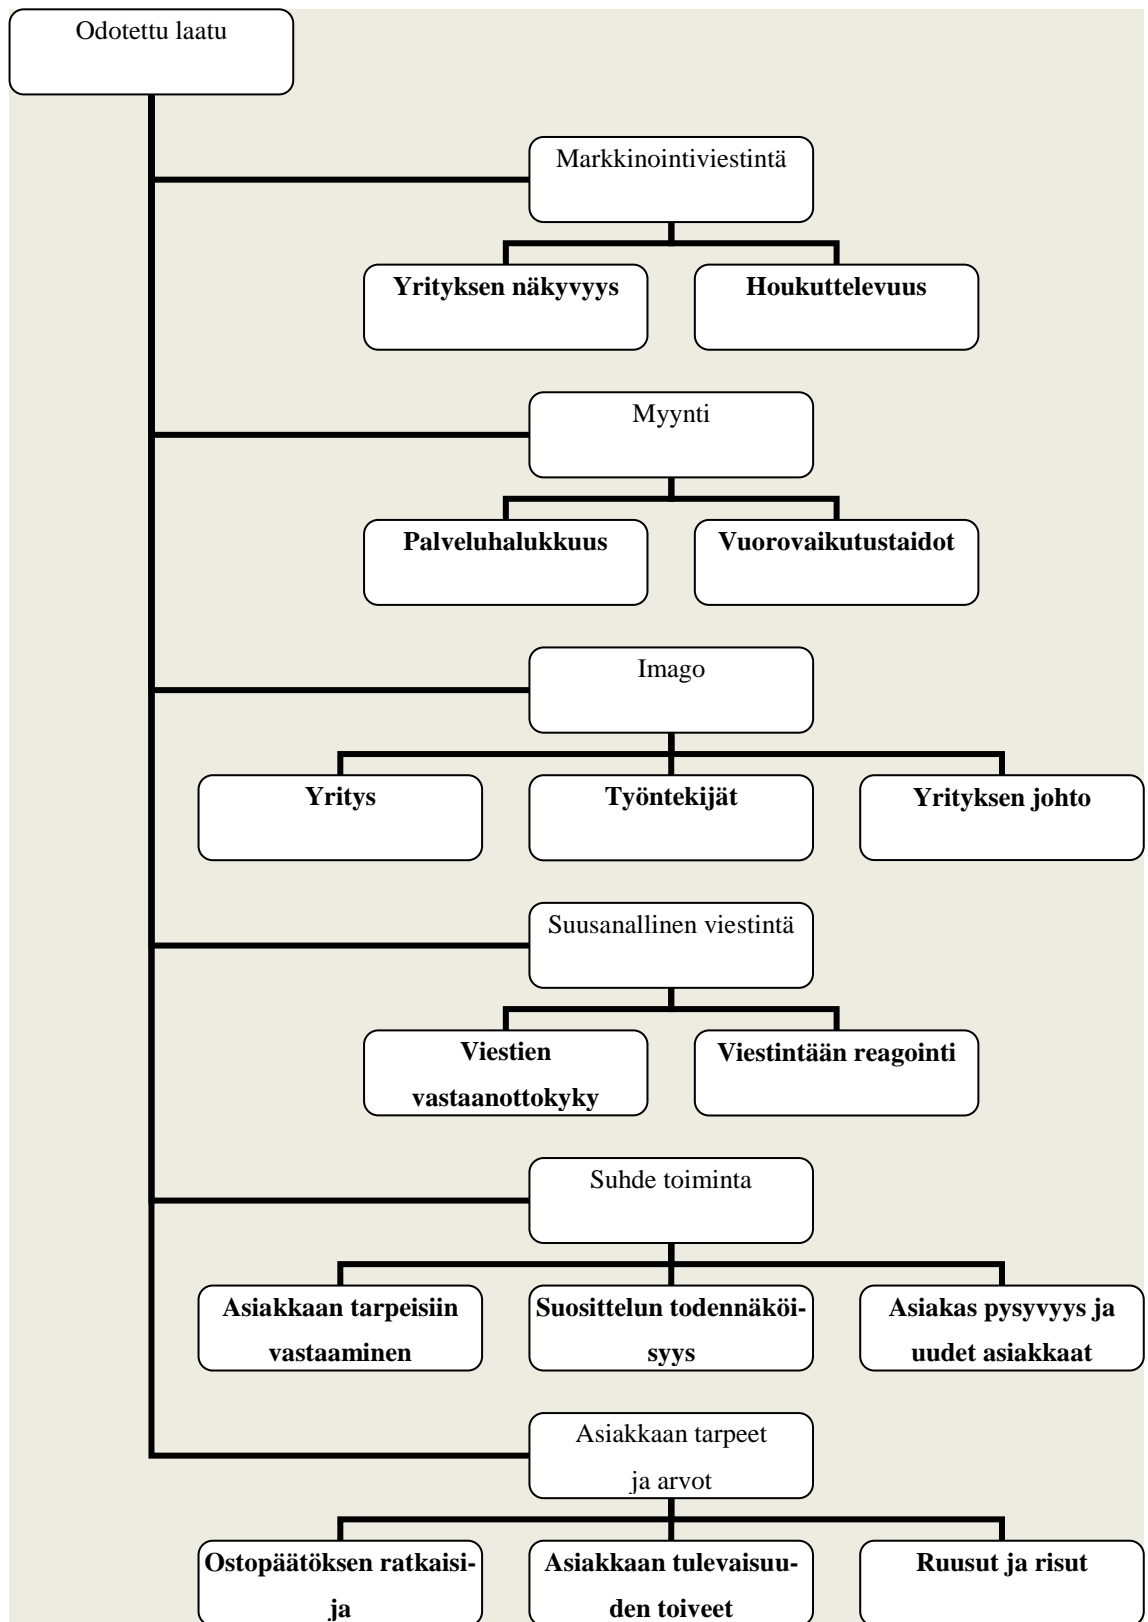 Odotettu laatu
Markkinointiviestintä
Yrityksen näkyvyys
Houkuttelevuus
Myynti
Palveluhalukkuus
Vuorovaikutustaidot
Imago
Yritys
Työntekijät
Yrityksen johto
Suusanallinen viestintä
Viestien
vastaanottokyky
Viestintään reagointi
Suhde toiminta
Asiakkaan tarpeisiin
vastaaminen
Suosittelun todennäköi-
syys
Asiakas pysyvyys ja
uudet asiakkaat
Asiakkaan tarpeet
ja arvot
Ostopäätöksen ratkaisi-
ja
Asiakkaan tulevaisuu-
den toiveet
Ruusut ja risut